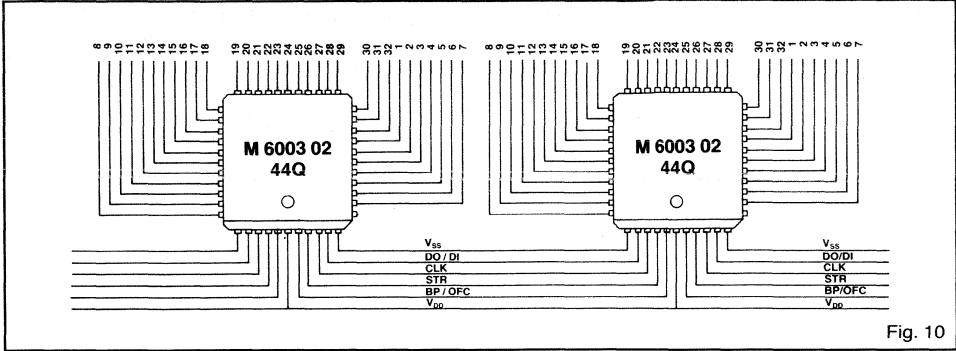 8 9 10 11 12 13 14 15 16 17 18 19 20 21 22 23 24 25 26 27 28 29 30 31 32 1 2 3 4 5 6 7
8 9 10 11 12 13 14 15 16 17 18 19 20 21 22 23 24 25 26 27 28 29 30 31 32 1 2 3 4 5 6 7
M 6003 02
44Q
M 6003 02
44Q
VSS
DO / DI
CLK
STR
BP / OFC
VDD
VSS
DO/DI
CLK
STR
BP/OFC
VDD
Fig. 10